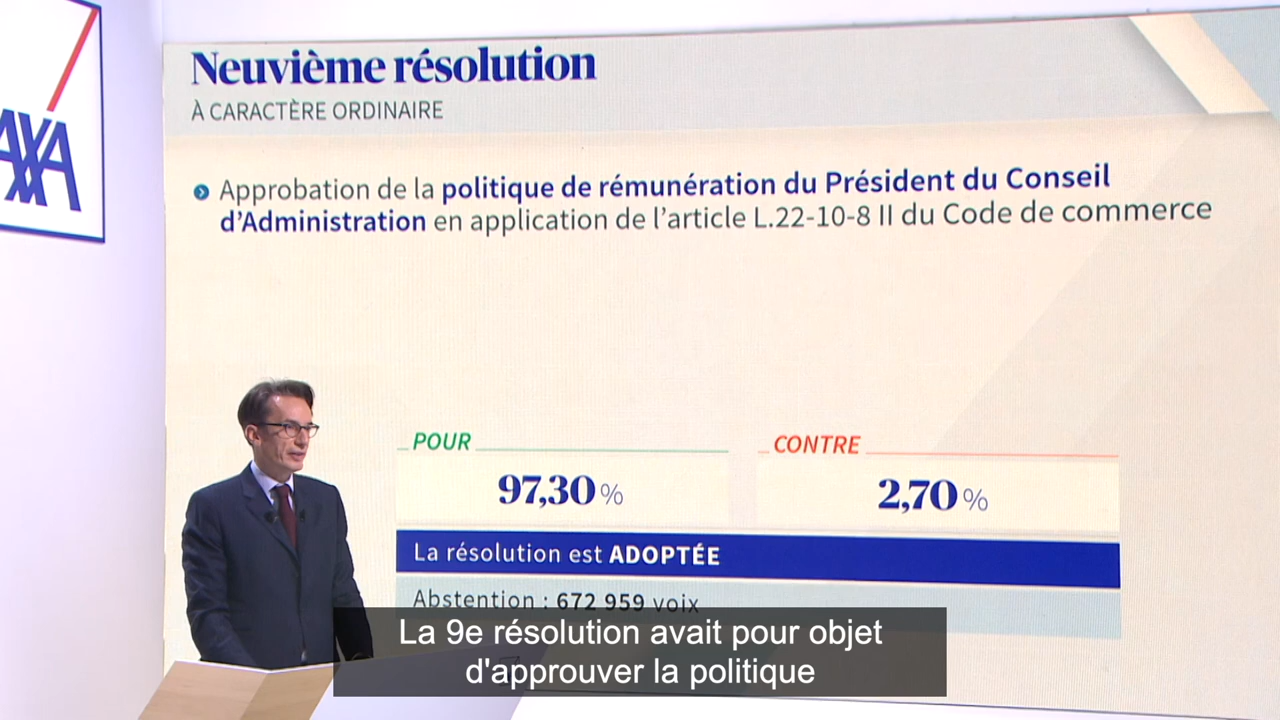 AXA
Neuvième résolution
À CARACTÈRE ORDINAIRE
Approbation de la politique de rémunération du Président du Conseil
d'Administration en application de l'article L.22-10-8 II du Code de commerce
POUR
CONTRE
97,30 %
2,70 %
La résolution est ADOPTÉE
Abstention : 672 959 voix
La 9e résolution avait pour objet
d'approuver la politique